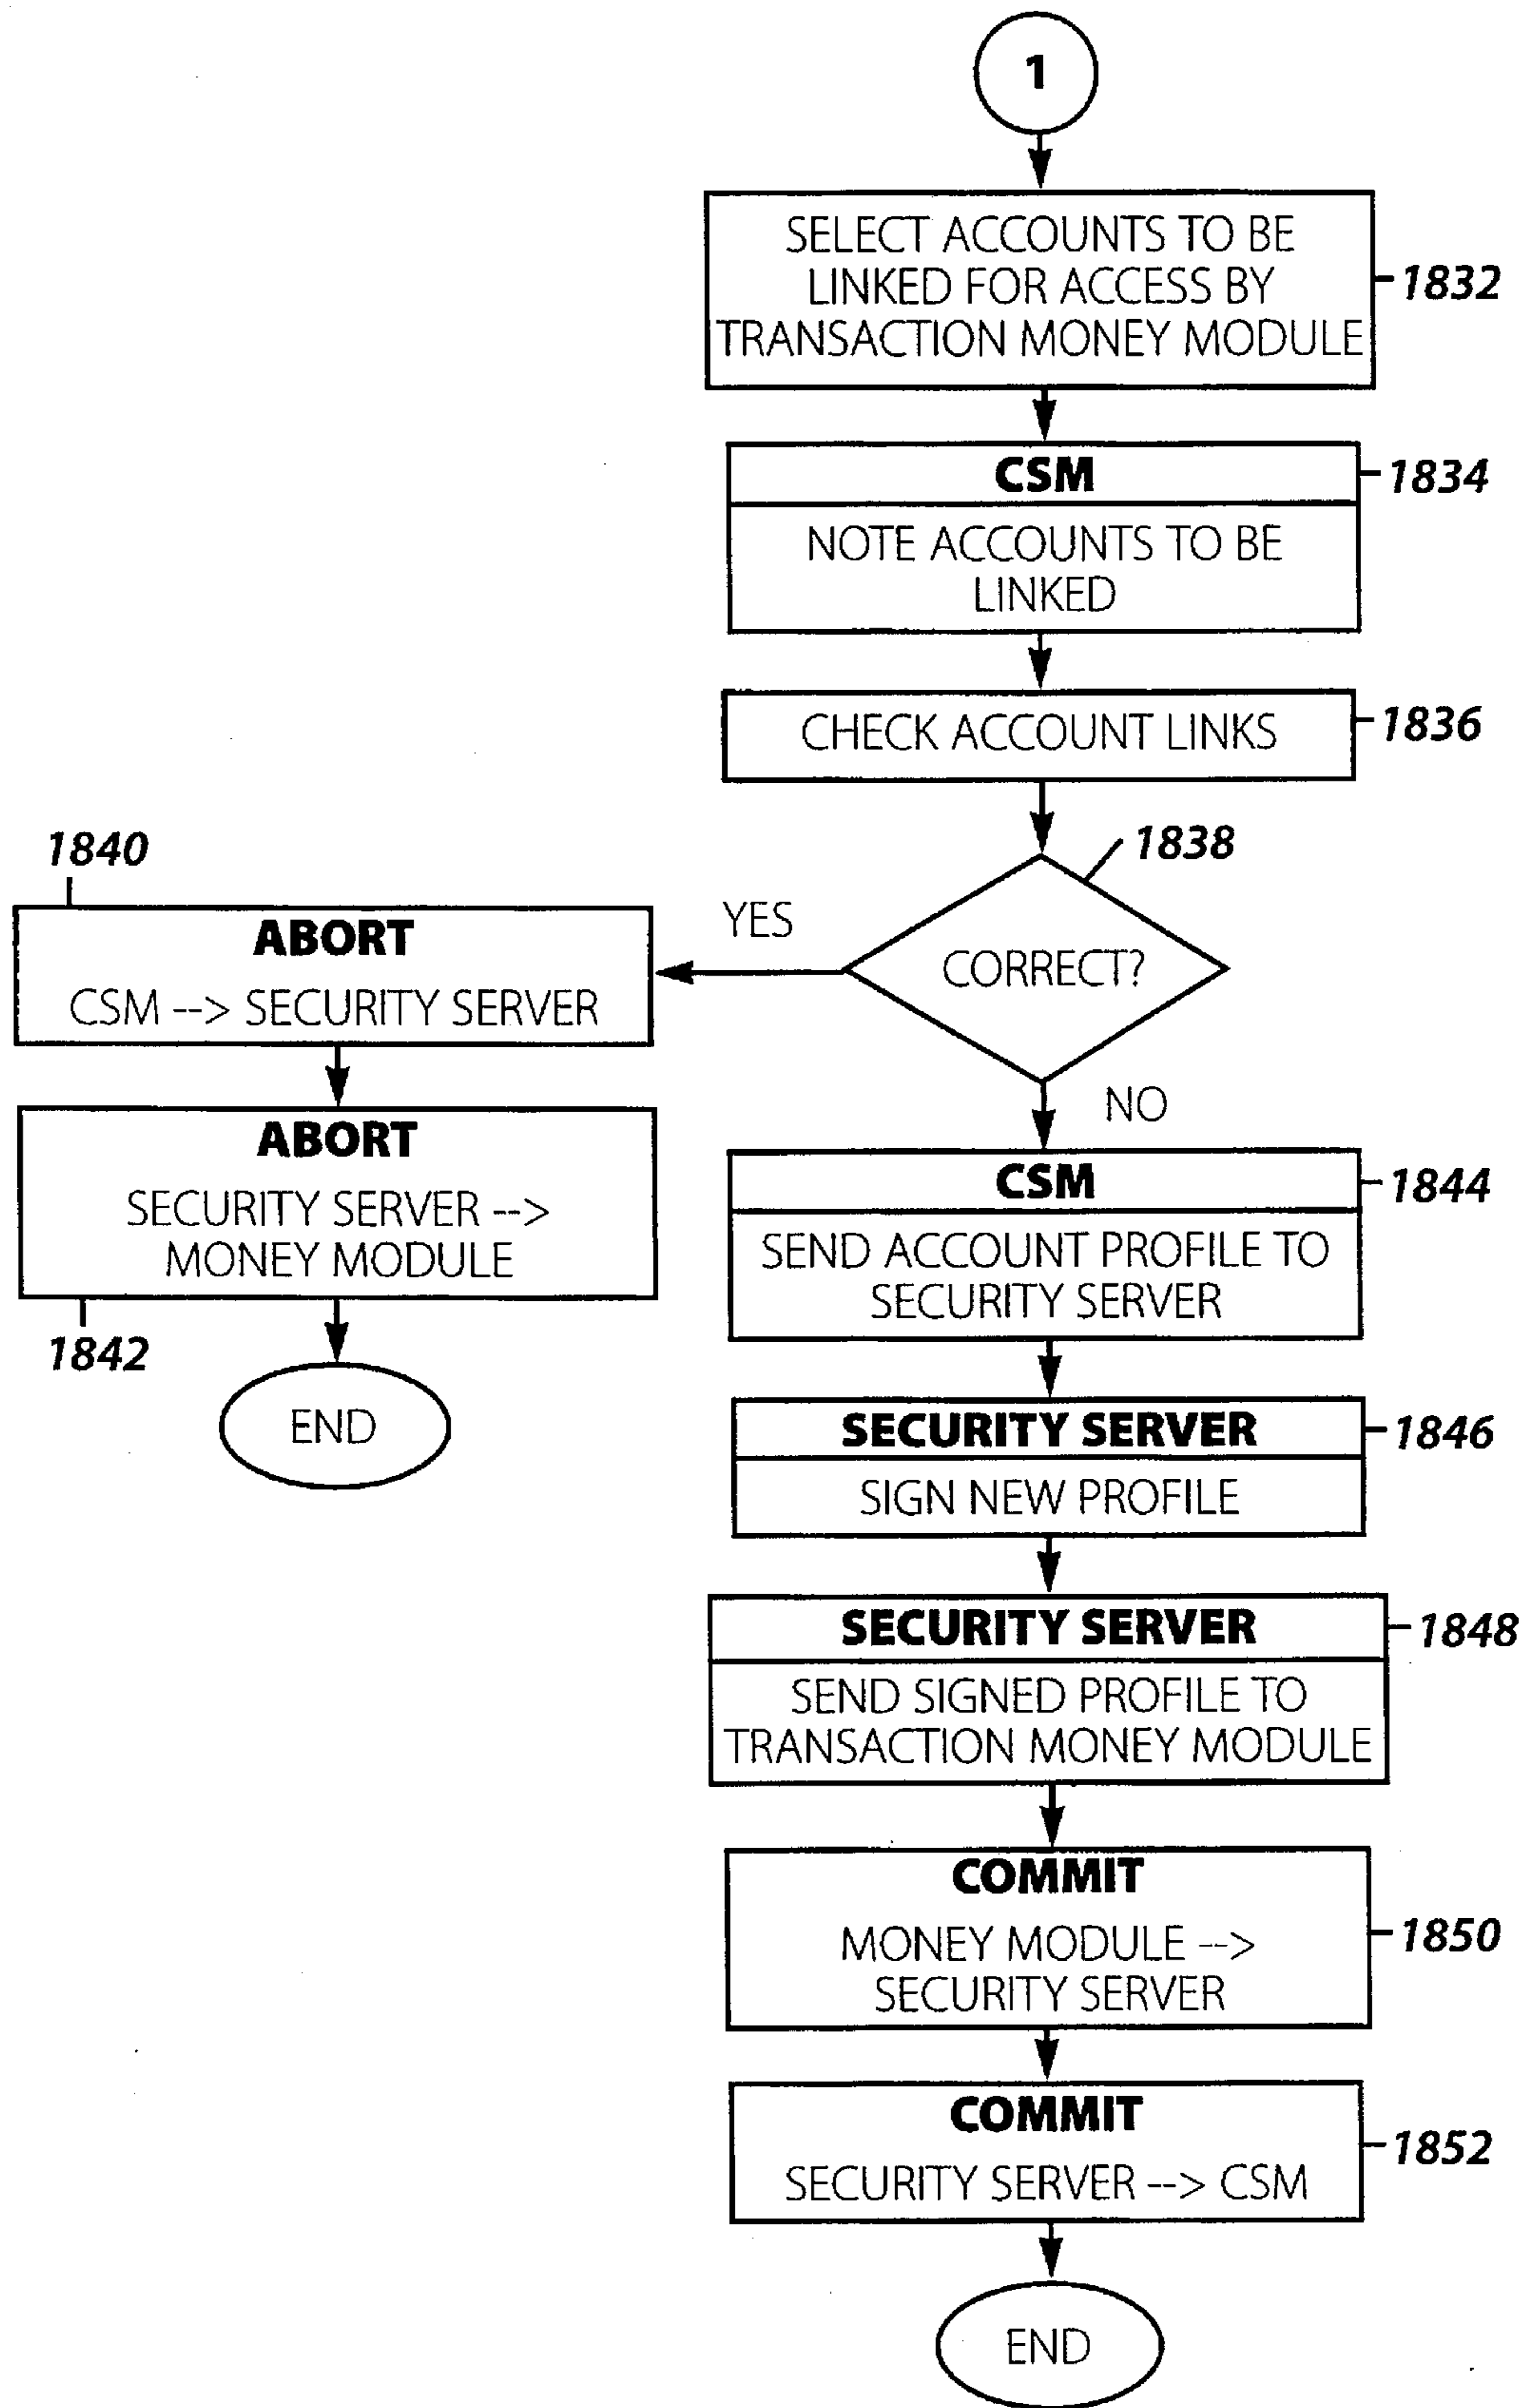 1
SELECT ACCOUNTS TO BE
LINKED FOR ACCESS BY
TRANSACTION MONEY MODULE
1832
CSM
1834
NOTE ACCOUNTS TO BE
LINKED
CHECK ACCOUNT LINKS
1836
1838
CORRECT?
YES
1840
ABORT
CSM --> SECURITY SERVER
ABORT
SECURITY SERVER -->
MONEY MODULE
1842
END
NO
CSM
1844
SEND ACCOUNT PROFILE TO
SECURITY SERVER
SECURITY SERVER
1846
SIGN NEW PROFILE
SECURITY SERVER
1848
SEND SIGNED PROFILE TO
TRANSACTION MONEY MODULE
COMMIT
MONEY MODULE -->
SECURITY SERVER
1850
COMMIT
SECURITY SERVER --> CSM
1852
END